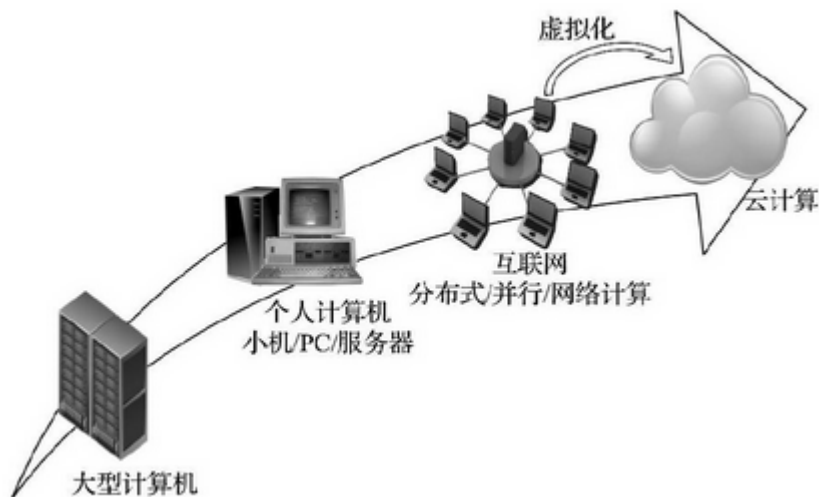 虚拟化
云计算
互联网
分布式/并行/网络计算
个人计算机
小机/PC/服务器
大型计算机